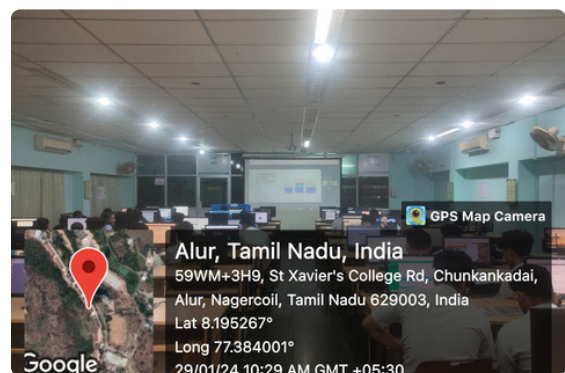 GPS Map Camera
Alur, Tamil Nadu, India
59WM+3H9, St Xavier's College Rd, Chunkankadai,
Alur, Nagercoil, Tamil Nadu 629003, India
Lat 8.195267°
Long 77.384001°
Google
29/01/24 10:29 AM GMT +05:30